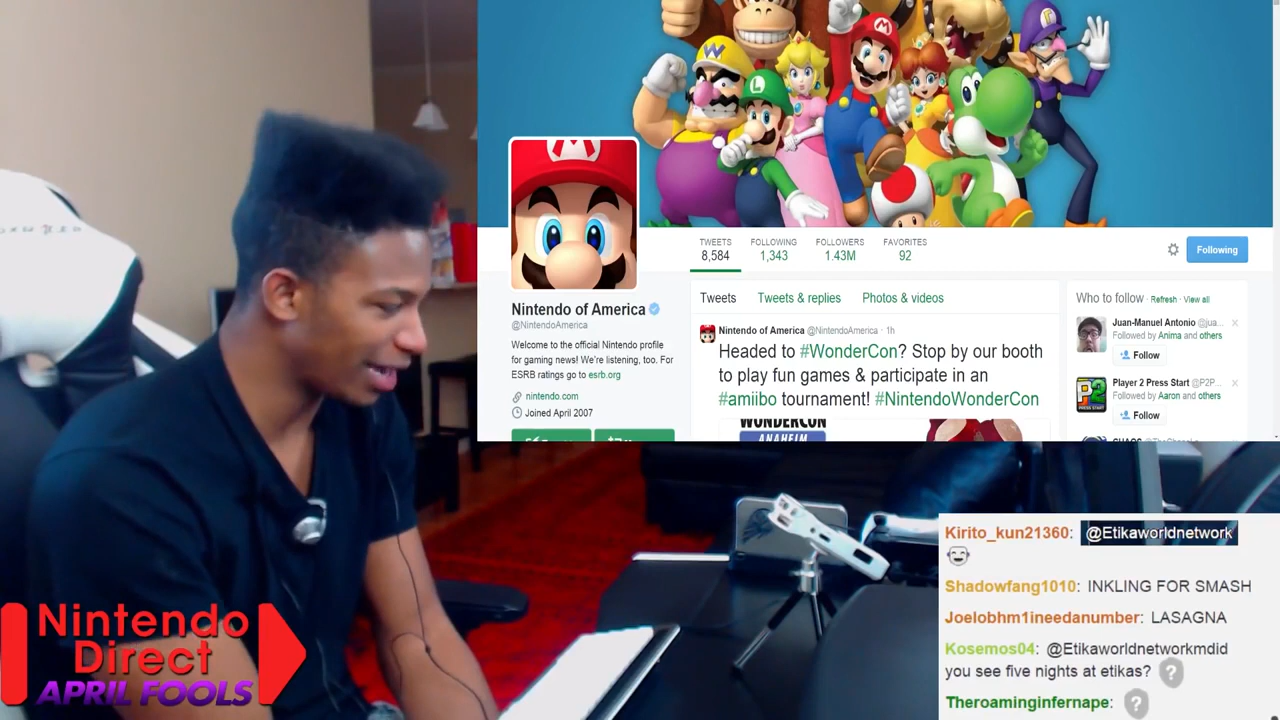 TWEETS
8,584
FOLLOWING
1,343
FOLLOWERS
1.43M
FAVORITES
92
Following
Nintendo of America
@NintendoAmerica
Welcome to the official Nintendo profile
for gaming news! We're listening, too. For
ESRB ratings go to esrb.org
nintendo.com
Joined April 2007
Tweets
Tweets & replies
Photos & videos
Nintendo of America @NintendoAmerica · 1h
Headed to #WonderCon? Stop by our booth
to play fun games & participate in an
#amiibo tournament! #NintendoWonderCon
WONDERCON
ANAHEIM
Who to follow · Refresh · View all
Juan-Manuel Antonio @jua...
Followed by Anima and others
Follow
Player 2 Press Start @P2P...
Followed by Aaron and others
Follow
P2
PRESS START
M
W
L
Nintendo
Direct
APRIL FOOLS
Kirito_kun21360: @Etikaworldnetwork
Shadowfang1010: INKLING FOR SMASH
Joelobhm1ineedanumber: LASAGNA
Kosemos04: @Etikaworldnetworkmdid
you see five nights at etikas? ?
Theroaminginfernape: ?